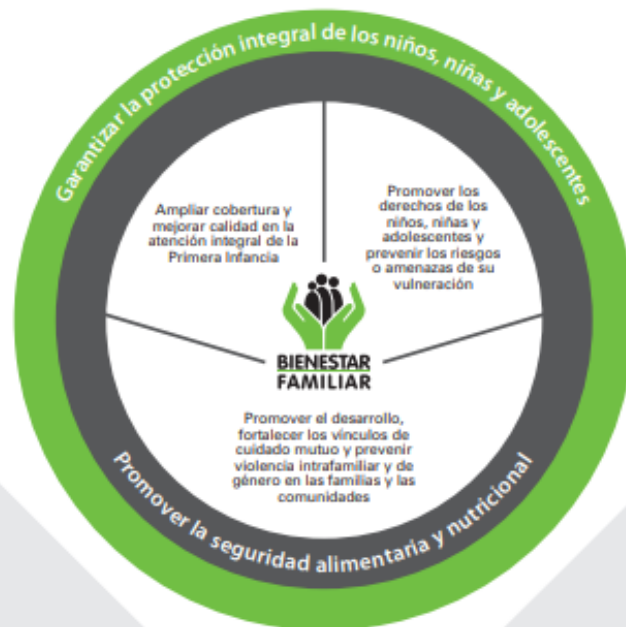 Garantizar la protección integral de los niños, niñas y adolescentes
Ampliar cobertura y
mejorar calidad en la
atención integral de la
Primera Infancia
Promover los
derechos de los
niños, niñas y
adolescentes y
prevenir los riesgos
o amenazas de su
vulneración
BIENESTAR
FAMILIAR
Promover el desarrollo,
fortalecer los vínculos de
cuidado mutuo y prevenir
violencia intrafamiliar y de
género en las familias y las
comunidades
Promover la seguridad alimentaria y nutricional